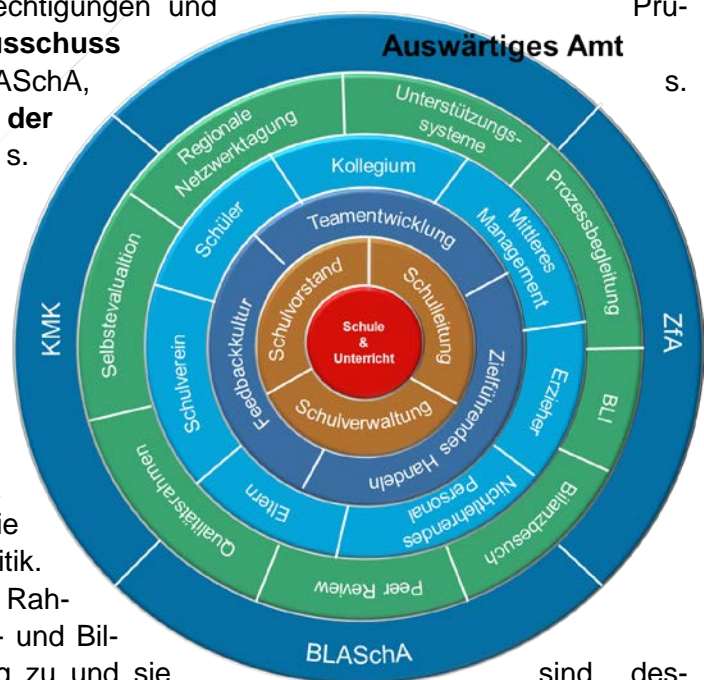 echtigungen und Prü-
usschuss
ASchA, s.
der
s.
ie
itik.
Rah-
- und Bil-
g zu und sie sind des-
Auswärtiges Amt
ZfA
BLASchA
KMK
Regionale
Netzwerktagung
Unterstützungs-
systeme
Prozessbegleitung
BLI
Bilanzbesuch
Peer Review
Qualitätsrahmen
Selbstevalualtion
Schüler
Kollegium
Mittleres
Management
Erzieher
Nichtlehrendes
Personal
Eltern
Schulverein
Teamentwicklung
Zielführendes Handeln
Feedbackkultur
Schulvorstand
Schulleitung
Schulverwaltung
Schule
&
Unterricht